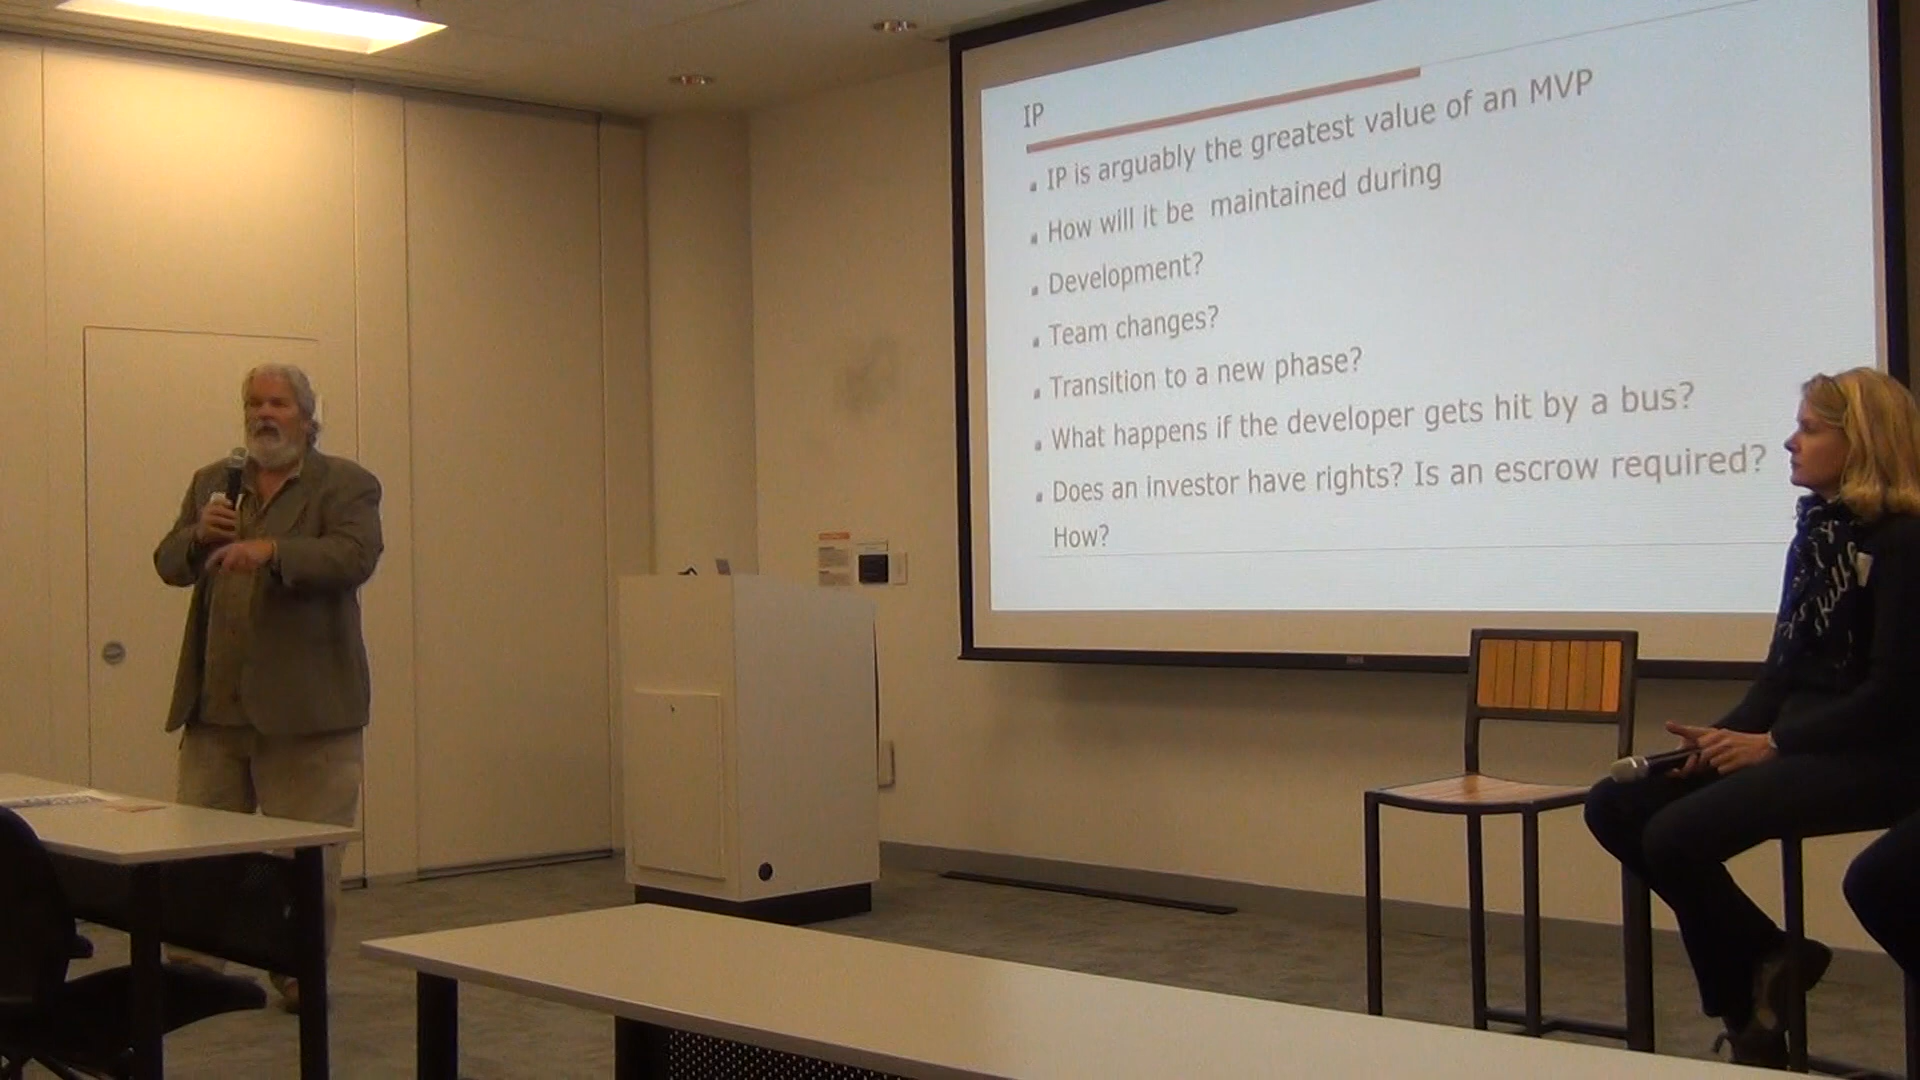 IP
IP is arguably the greatest value of an MVP
How will it be maintained during
Development?
Team changes?
Transition to a new phase?
What happens if the developer gets hit by a bus?
Does an investor have rights? Is an escrow required?
How?